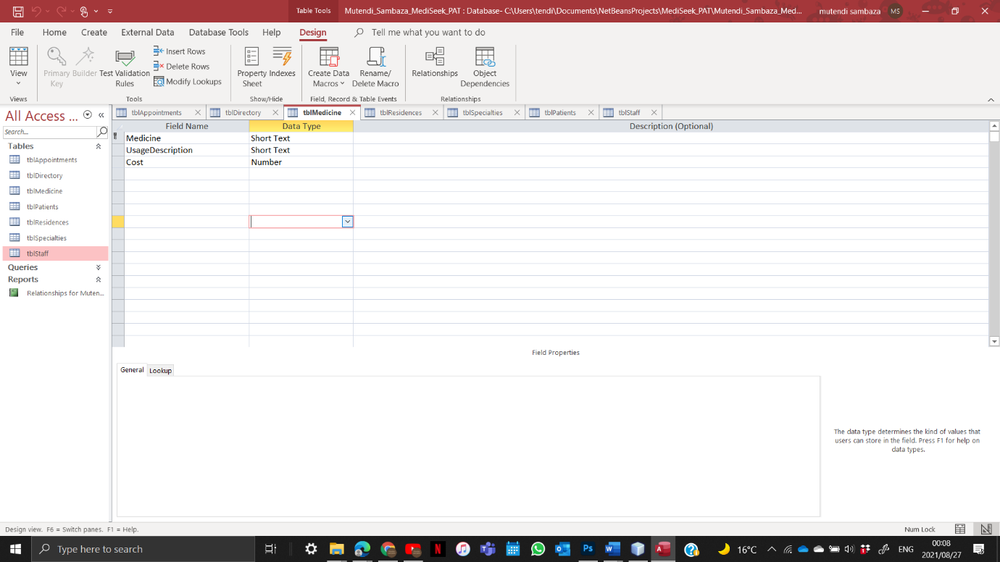 Table Tools
Mutendi_Sambaza_MediSeek_PAT : Database- C:\Users\tendi\Documents\NetBeansProjects\MediSeek_PAT\Mutendi_Sambaza_Med...
mutendi sambaza MS
File Home Create External Data Database Tools Help Design Tell me what you want to do
View
Views
Primary Key
Builder
Test Validation Rules
Insert Rows
Delete Rows
Modify Lookups
Tools
Property Sheet
Indexes
Show/Hide
Create Data Macros
Rename/ Delete Macro
Field, Record & Table Events
Relationships
Object Dependencies
Relationships
All Access ...
Search...
Tables
tblAppointments
tblDirectory
tblMedicine
tblPatients
tblResidences
tblSpecialties
tblStaff
Queries
Reports
Relationships for Muten...
tblAppointments tblDirectory tblMedicine tblResidences tblSpecialties tblPatients tblStaff
Field Name Data Type Description (Optional)
Medicine Short Text
UsageDescription Short Text
Cost Number
Field Properties
General Lookup
The data type determines the kind of values that
users can store in the field. Press F1 for help on
data types.
Design view. F6 = Switch panes. F1 = Help.
Num Lock
Type here to search
16°C
ENG
00:08
2021/08/27